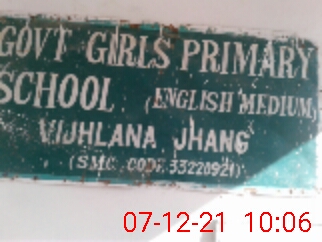 GOVT GIRLS PRIMARY
SCHOOL (ENGLISH MEDIUM)
VIJHLANA JHANG
(SMC CODE 33220921)
07-12-21 10:06